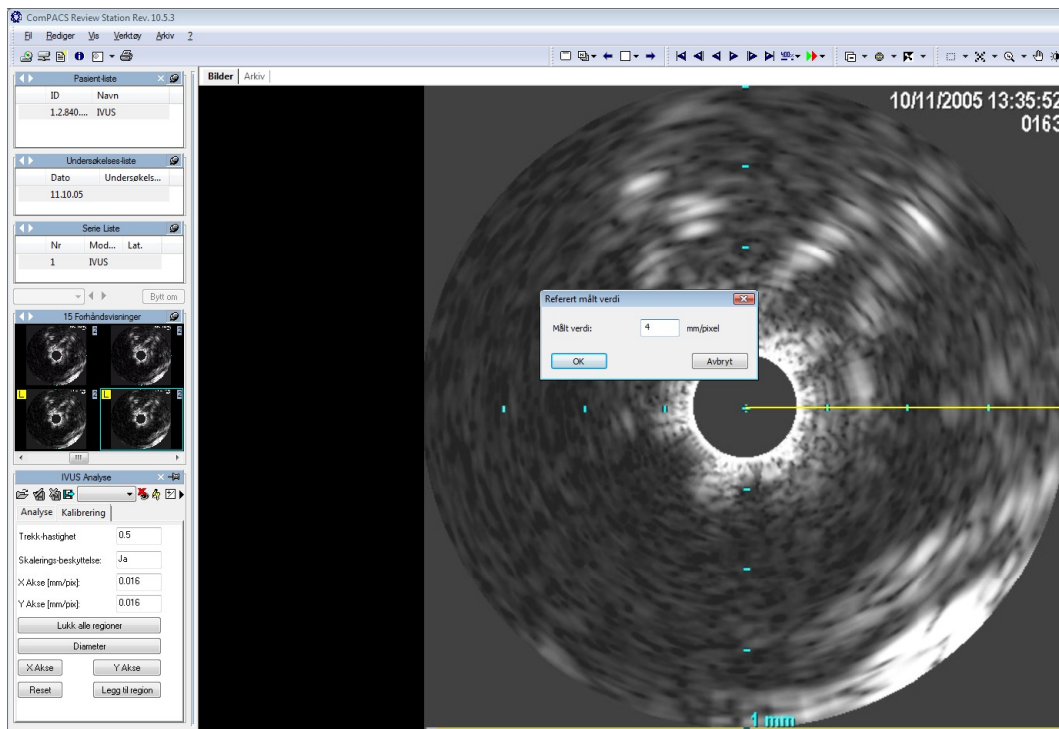 ComPACS Review Station Rev. 10.5.3
Fil Rediger Vis Verktøy Arkiv ?
Pasient-liste
ID Navn
1.2.840.... IVUS
Undersøkelses-liste
Dato Undersøkels...
11.10.05
Serie Liste
Nr Mod... Lat.
1 IVUS
Bytt om
15 Forhåndsvisninger
2 2
L L 2
IVUS Analyse
Analyse Kalibrering
Trekk-hastighet 0.5
Skalerings-beskyttelse: Ja
X Akse [mm/pix]: 0.016
Y Akse [mm/pix]: 0.016
Lukk alle regioner
Diameter
X Akse Y Akse
Reset Legg til region
Bilder Arkiv
10/11/2005 13:35:52
0163
Referert målt verdi
Målt verdi: 4 mm/pixel
OK Avbryt
1 mm